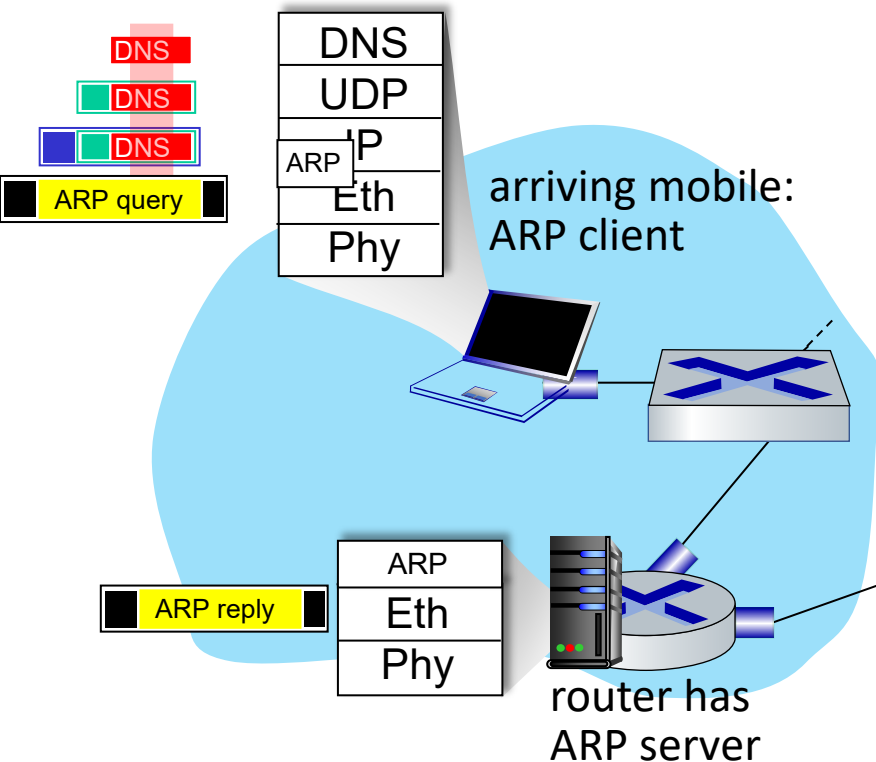 DNS
DNS
DNS
ARP query
DNS
UDP
IP
ARP
Eth
Phy
arriving mobile:
ARP client
ARP reply
ARP
Eth
Phy
router has
ARP server